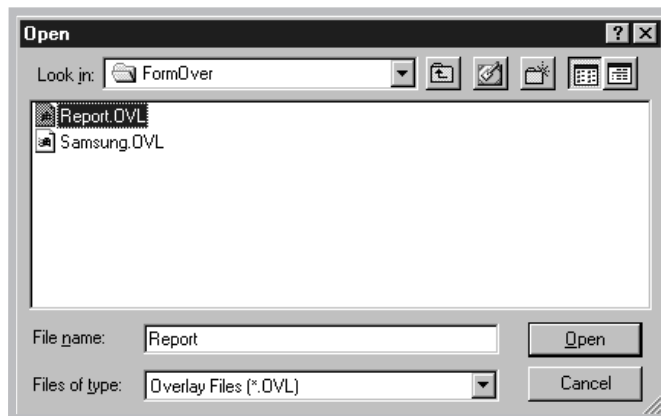 Open
Look in: FormOver
Report.OVL
Samsung.OVL
File name: Report Open
Files of type: Overlay Files (*.OVL) Cancel